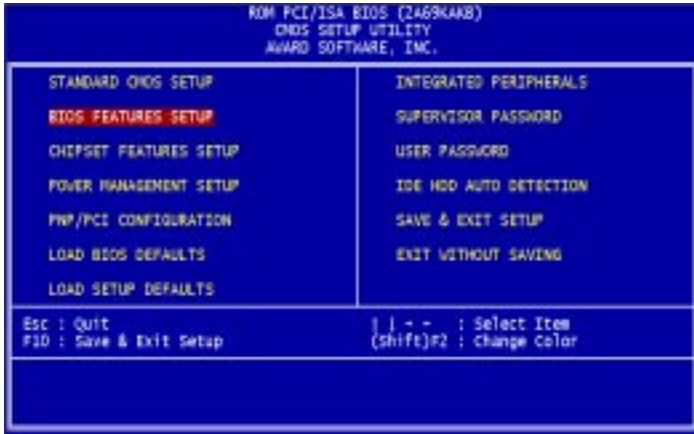 ROM PCI/ISA BIOS (2A69KAKB)
CMOS SETUP UTILITY
AWARD SOFTWARE, INC.
STANDARD CMOS SETUP
BIOS FEATURES SETUP
CHIPSET FEATURES SETUP
POWER MANAGEMENT SETUP
PNP/PCI CONFIGURATION
LOAD BIOS DEFAULTS
LOAD SETUP DEFAULTS
INTEGRATED PERIPHERALS
SUPERVISOR PASSWORD
USER PASSWORD
IDE HDD AUTO DETECTION
SAVE & EXIT SETUP
EXIT WITHOUT SAVING
Esc : Quit
F10 : Save & Exit Setup
: Select Item
(Shift)F2 : Change Color